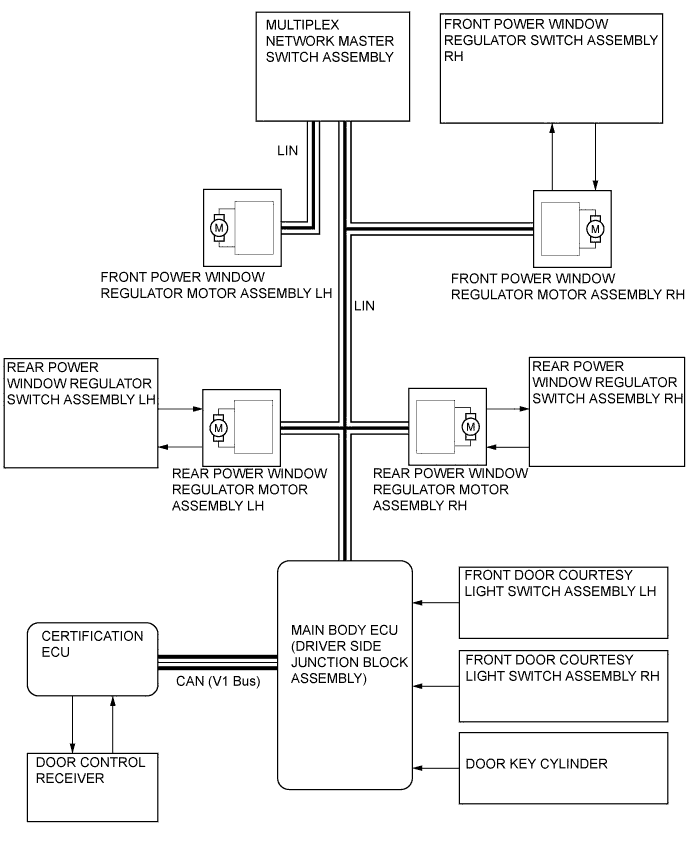 MULTIPLEX
NETWORK MASTER
SWITCH ASSEMBLY
FRONT POWER WINDOW
REGULATOR SWITCH ASSEMBLY
RH
LIN
M
M
FRONT POWER WINDOW
REGULATOR MOTOR ASSEMBLY LH
FRONT POWER WINDOW
REGULATOR MOTOR ASSEMBLY RH
LIN
REAR POWER
WINDOW REGULATOR
SWITCH ASSEMBLY LH
REAR POWER
WINDOW REGULATOR
SWITCH ASSEMBLY RH
M
M
REAR POWER WINDOW
REGULATOR MOTOR
ASSEMBLY LH
REAR POWER WINDOW
REGULATOR MOTOR
ASSEMBLY RH
FRONT DOOR COURTESY
LIGHT SWITCH ASSEMBLY LH
CERTIFICATION
ECU
MAIN BODY ECU
(DRIVER SIDE
JUNCTION BLOCK
ASSEMBLY)
FRONT DOOR COURTESY
LIGHT SWITCH ASSEMBLY RH
CAN (V1 Bus)
DOOR CONTROL
RECEIVER
DOOR KEY CYLINDER